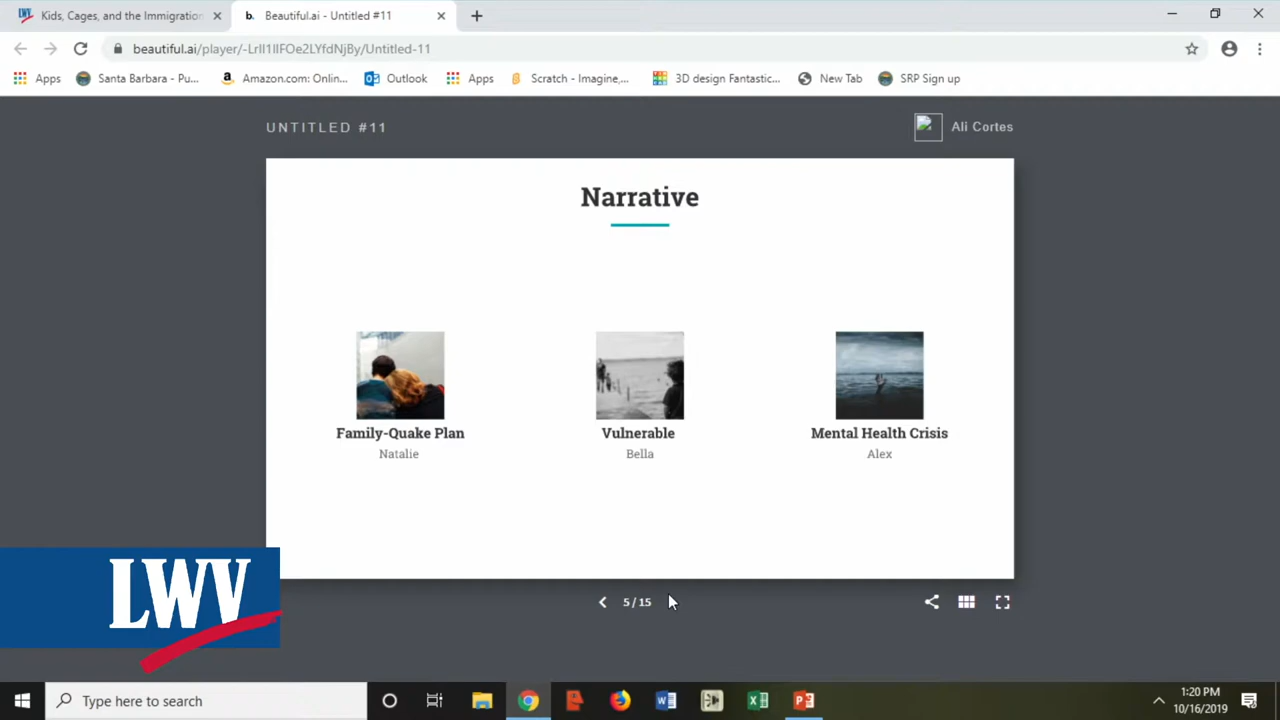 Kids, Cages, and the Immigration
b. Beautiful.ai - Untitled #11
beautiful.ai/player/-LrlI1lIFOe2LYfdNjBy/Untitled-11
Apps Santa Barbara - Pu... Amazon.com: Onlin... Outlook Apps Scratch - Imagine,... 3D design Fantastic... New Tab SRP Sign up
UNTITLED #11
Ali Cortes
Narrative
Family-Quake Plan
Natalie
Vulnerable
Bella
Mental Health Crisis
Alex
LWV
5 / 15
Type here to search
1:20 PM
10/16/2019